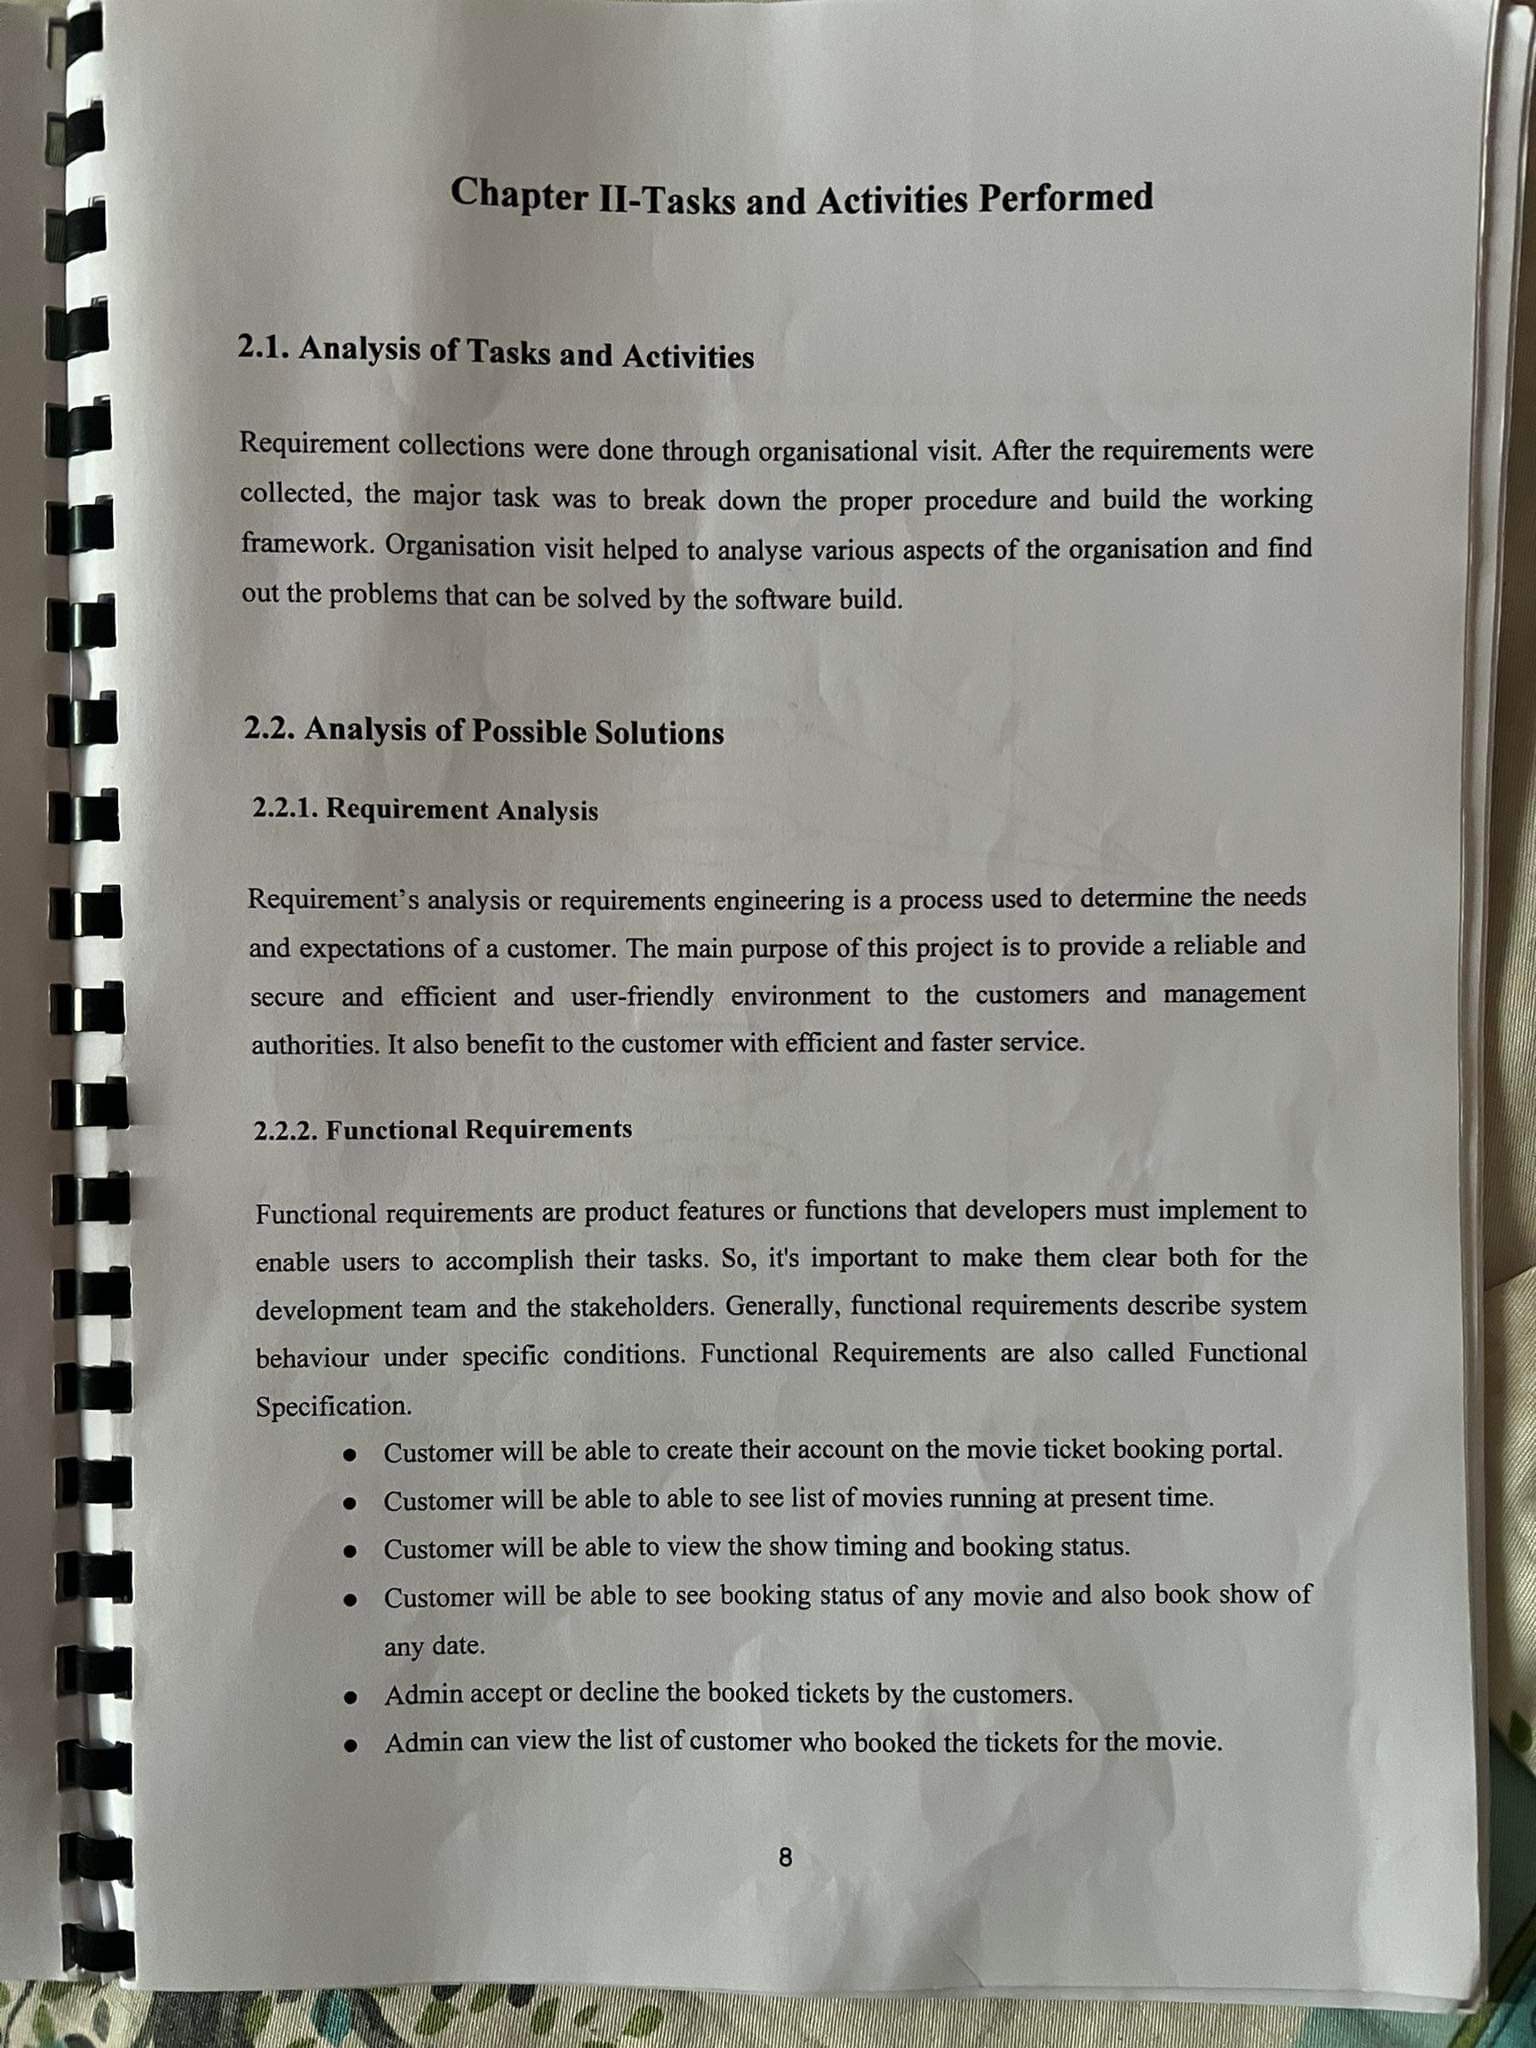 Chapter II-Tasks and Activities Performed
2.1. Analysis of Tasks and Activities
Requirement collections were done through organisational visit. After the requirements were
collected, the major task was to break down the proper procedure and build the working
framework. Organisation visit helped to analyse various aspects of the organisation and find
out the problems that can be solved by the software build.
2.2. Analysis of Possible Solutions
2.2.1. Requirement Analysis
Requirement’s analysis or requirements engineering is a process used to determine the needs
and expectations of a customer. The main purpose of this project is to provide a reliable and
secure and efficient and user-friendly environment to the customers and management
authorities. It also benefit to the customer with efficient and faster service.
2.2.2. Functional Requirements
Functional requirements are product features or functions that developers must implement to
enable users to accomplish their tasks. So, it's important to make them clear both for the
development team and the stakeholders. Generally, functional requirements describe system
behaviour under specific conditions. Functional Requirements are also called Functional
Specification.
● Customer will be able to create their account on the movie ticket booking portal.
● Customer will be able to able to see list of movies running at present time.
● Customer will be able to view the show timing and booking status.
● Customer will be able to see booking status of any movie and also book show of
any date.
● Admin accept or decline the booked tickets by the customers.
● Admin can view the list of customer who booked the tickets for the movie.
8